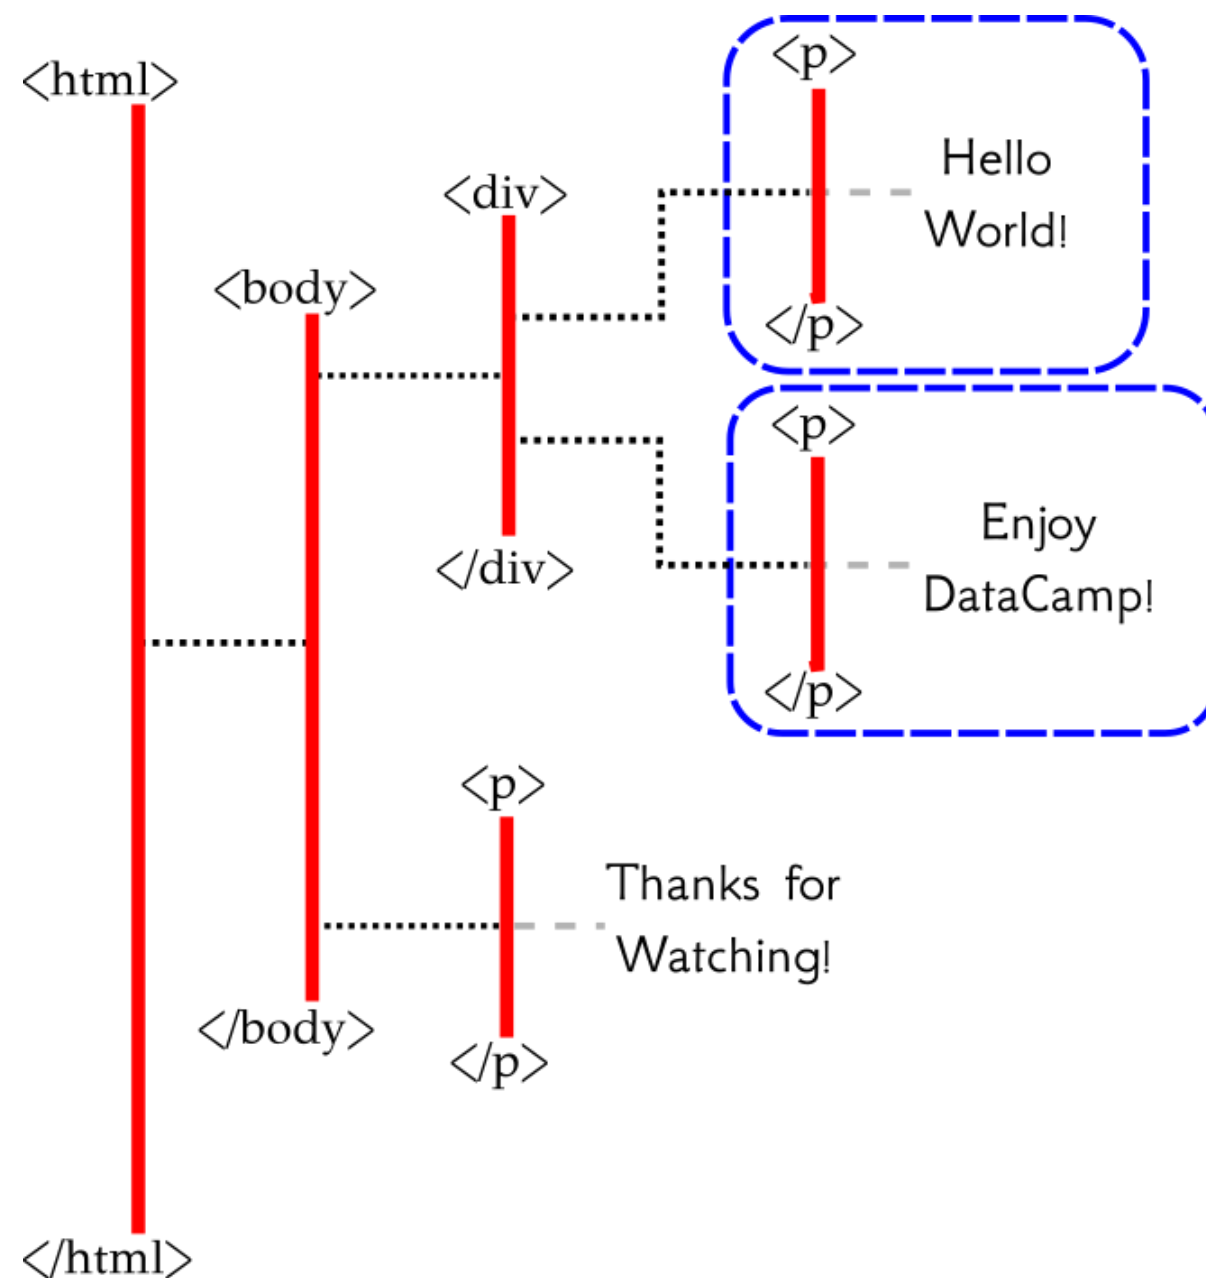 <html>
<body>
<div>
<p>
Hello
World!
</p>
<p>
Enjoy
DataCamp!
</p>
</div>
<p>
Thanks for
Watching!
</p>
</body>
</html>